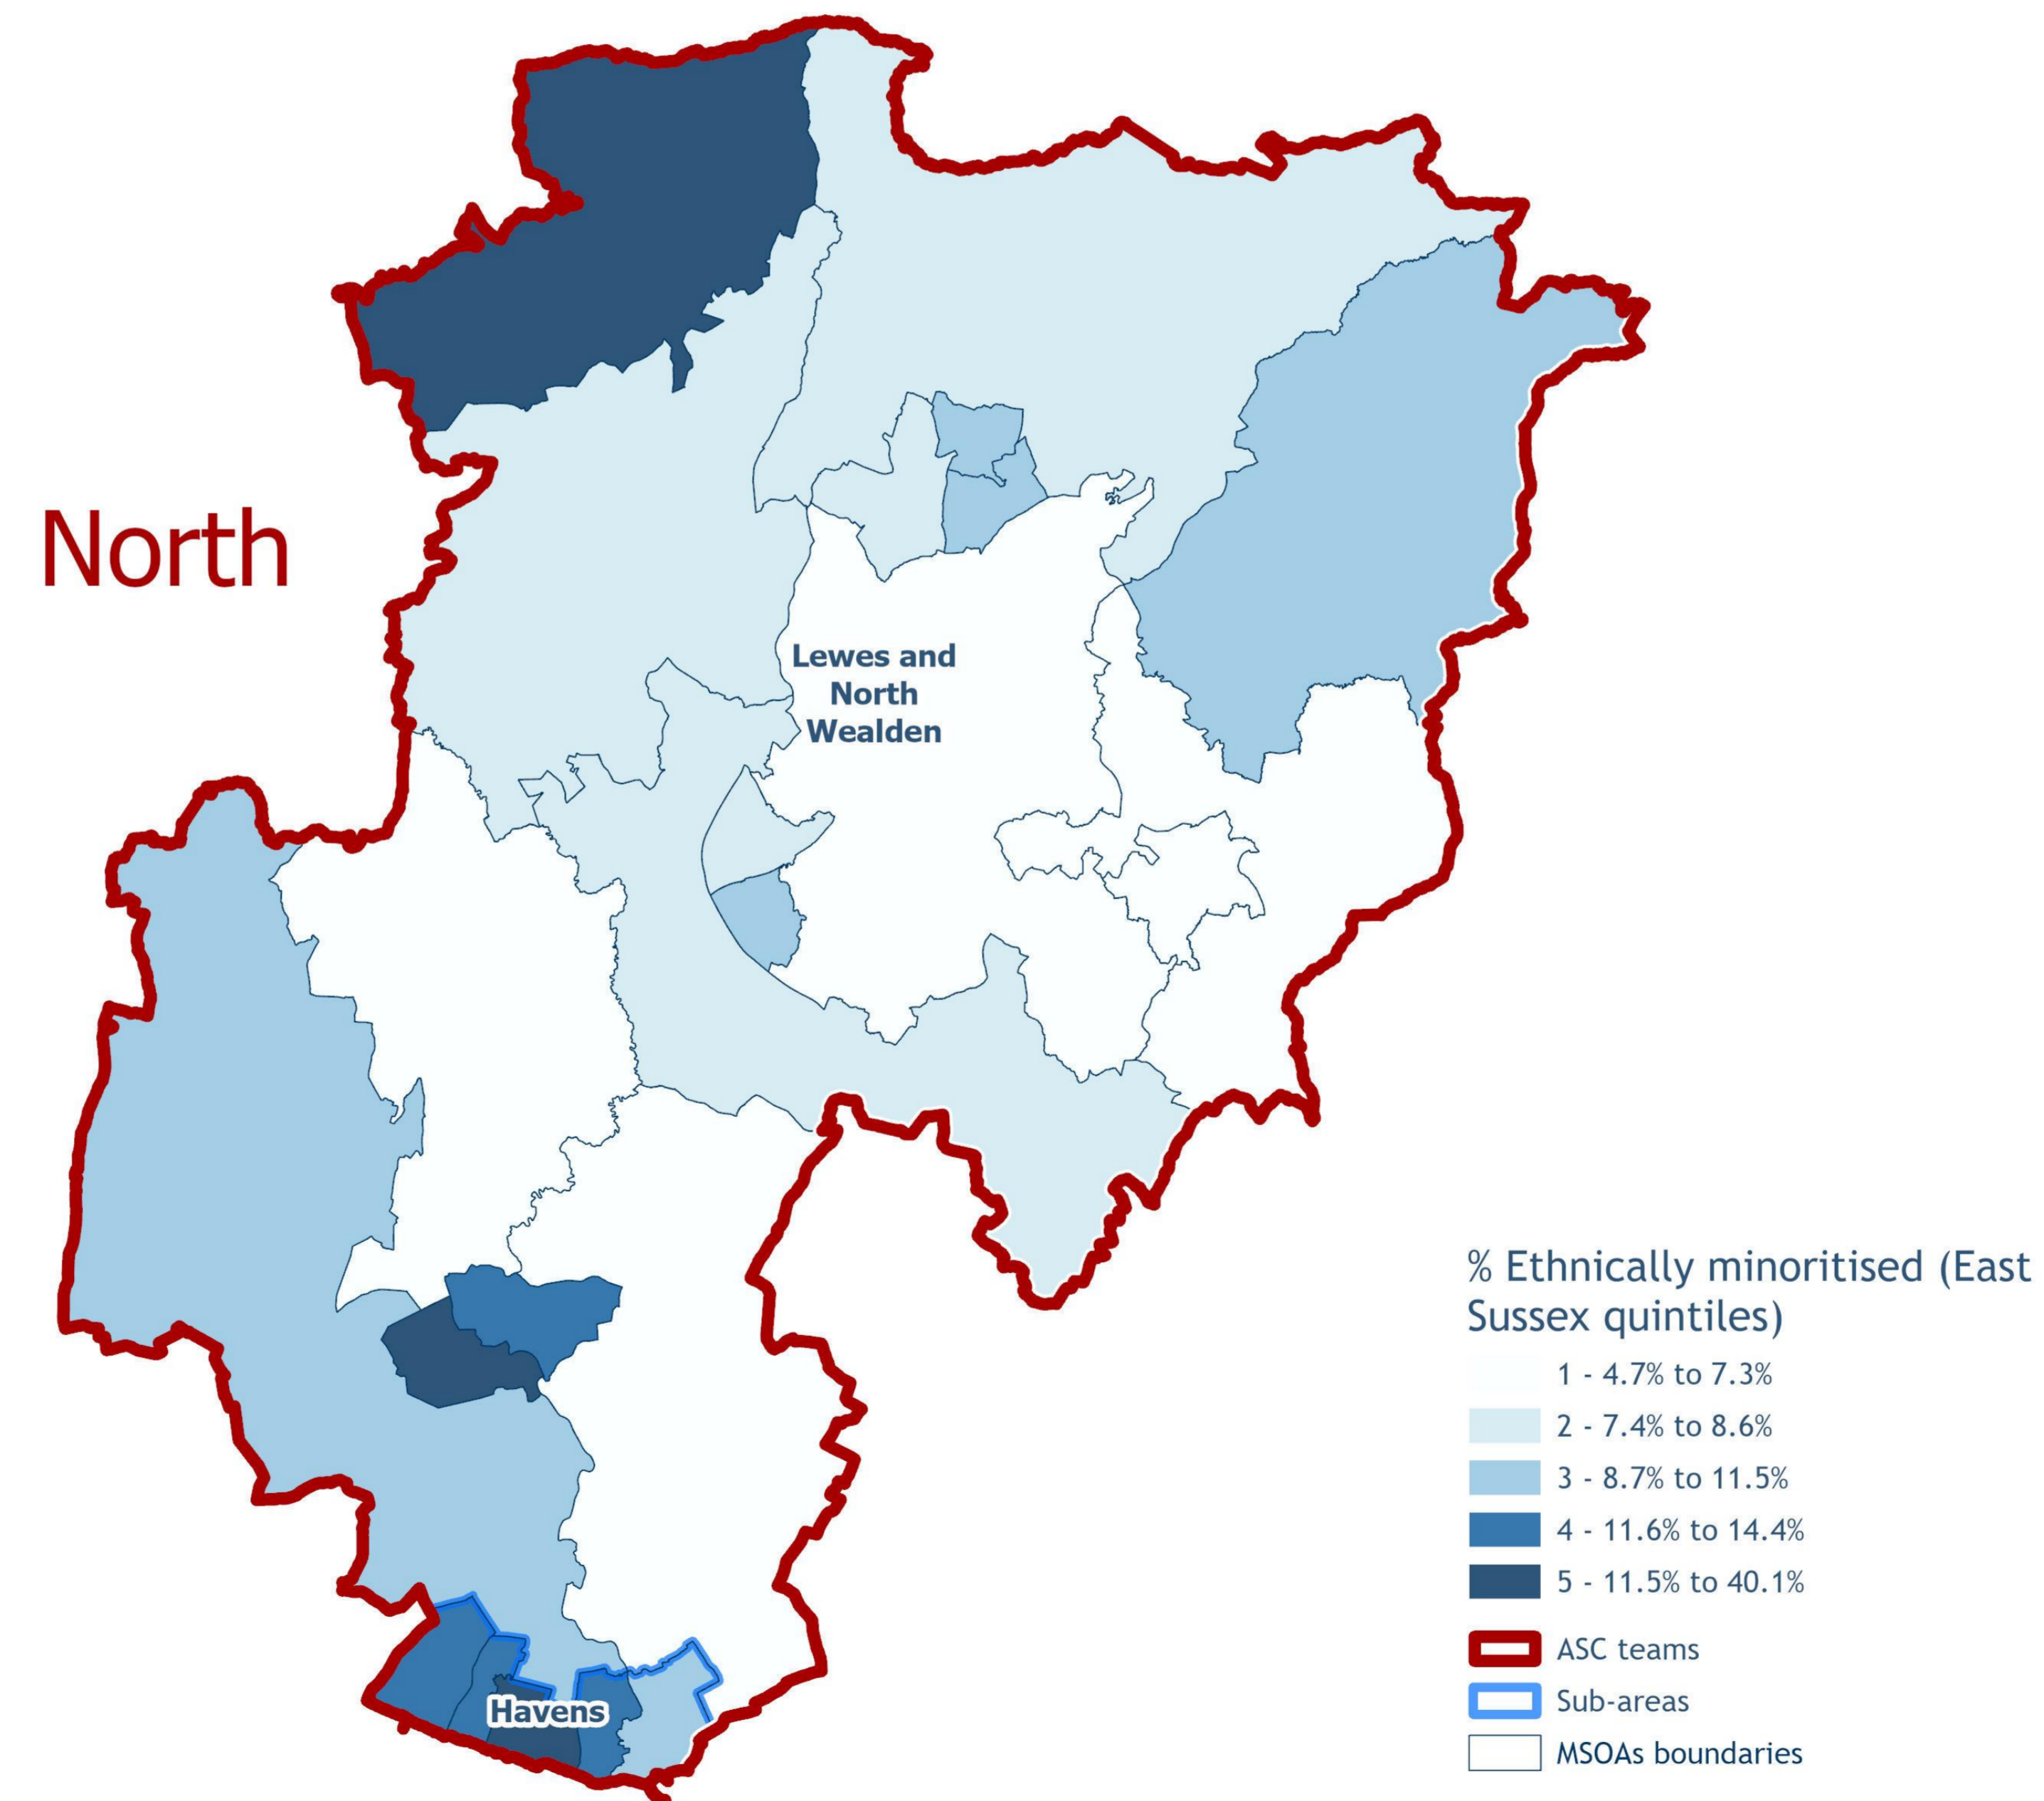 North
Lewes and
North
Wealden
Havens
% Ethnically minoritised (East
Sussex quintiles)
1 - 4.7% to 7.3%
2 - 7.4% to 8.6%
3 - 8.7% to 11.5%
4 - 11.6% to 14.4%
5 - 11.5% to 40.1%
ASC teams
Sub-areas
MSOAs boundaries